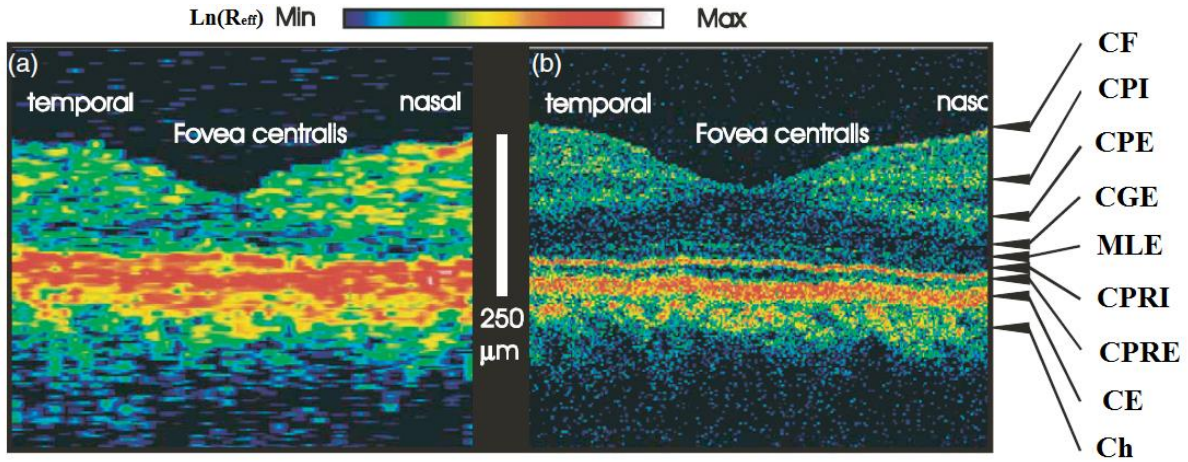 Ln(Reff) Min Max
(a)
temporal nasal
Fovea centralis
250
μm
(b)
temporal nasc
Fovea centralis
CF
CPI
CPE
CGE
MLE
CPRI
CPRE
CE
Ch